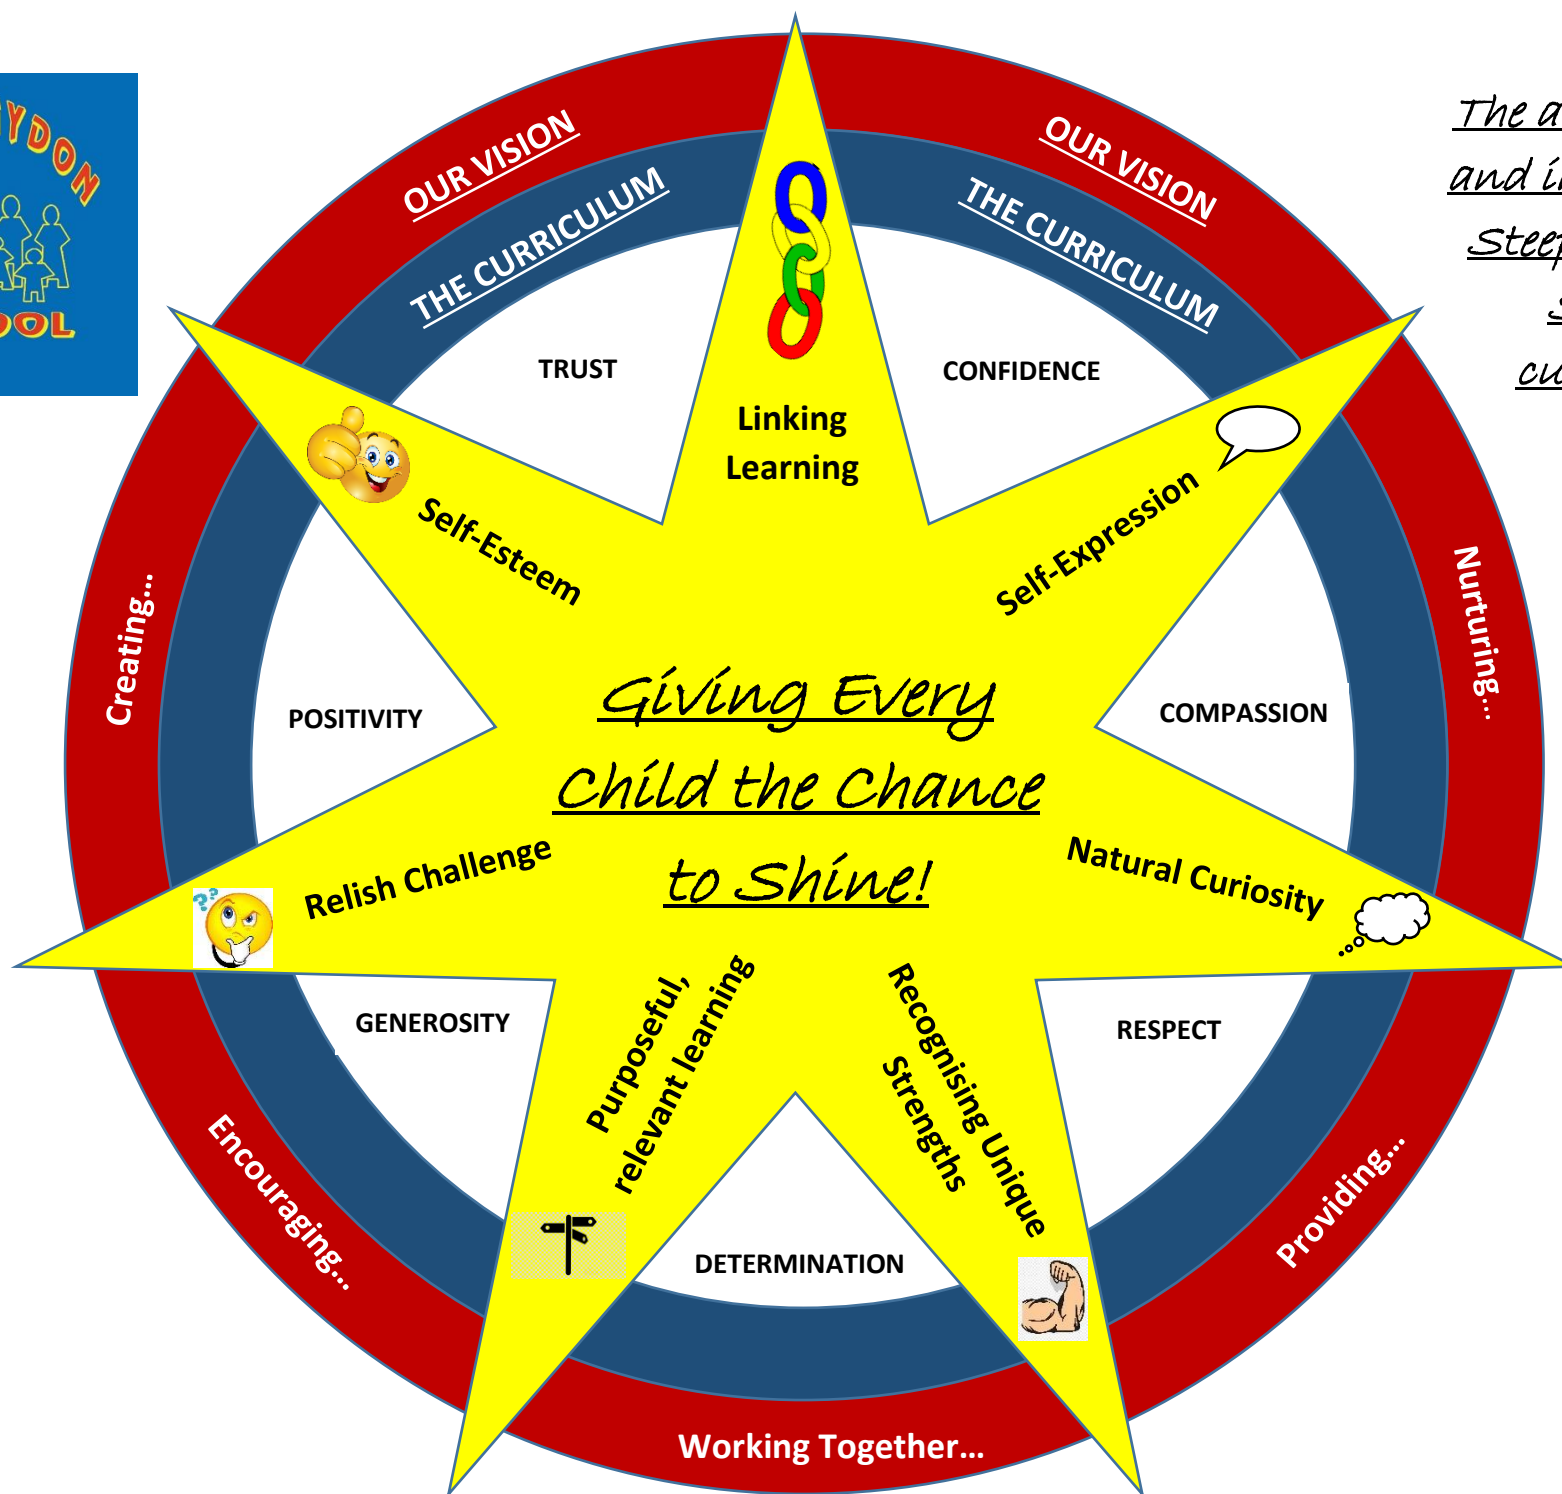 OUR VISION
THE CURRICULUM
OUR VISION
THE CURRICULUM
The
and
TRUST
CONFIDENCE
Linking
Learning
Self-Esteem
Self-Expression
Creating...
Nurturing...
POSITIVITY
COMPASSION
Giving Every
Child the Chance
to Shine!
Relish Challenge
Natural Curiosity
??
GENEROSITY
RESPECT
Purposeful,
relevant learning
Recognising Unique
Strengths
Encouraging...
Providing...
DETERMINATION
Working Together...